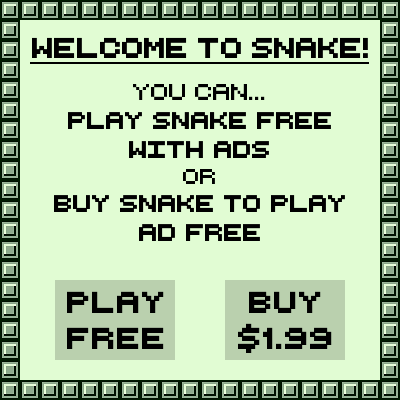 WELCOME TO SNAKE!
YOU CAN...
PLAY SNAKE FREE
WITH ADS
OR
BUY SNAKE TO PLAY
AD FREE
PLAY
FREE
BUY
$1.99